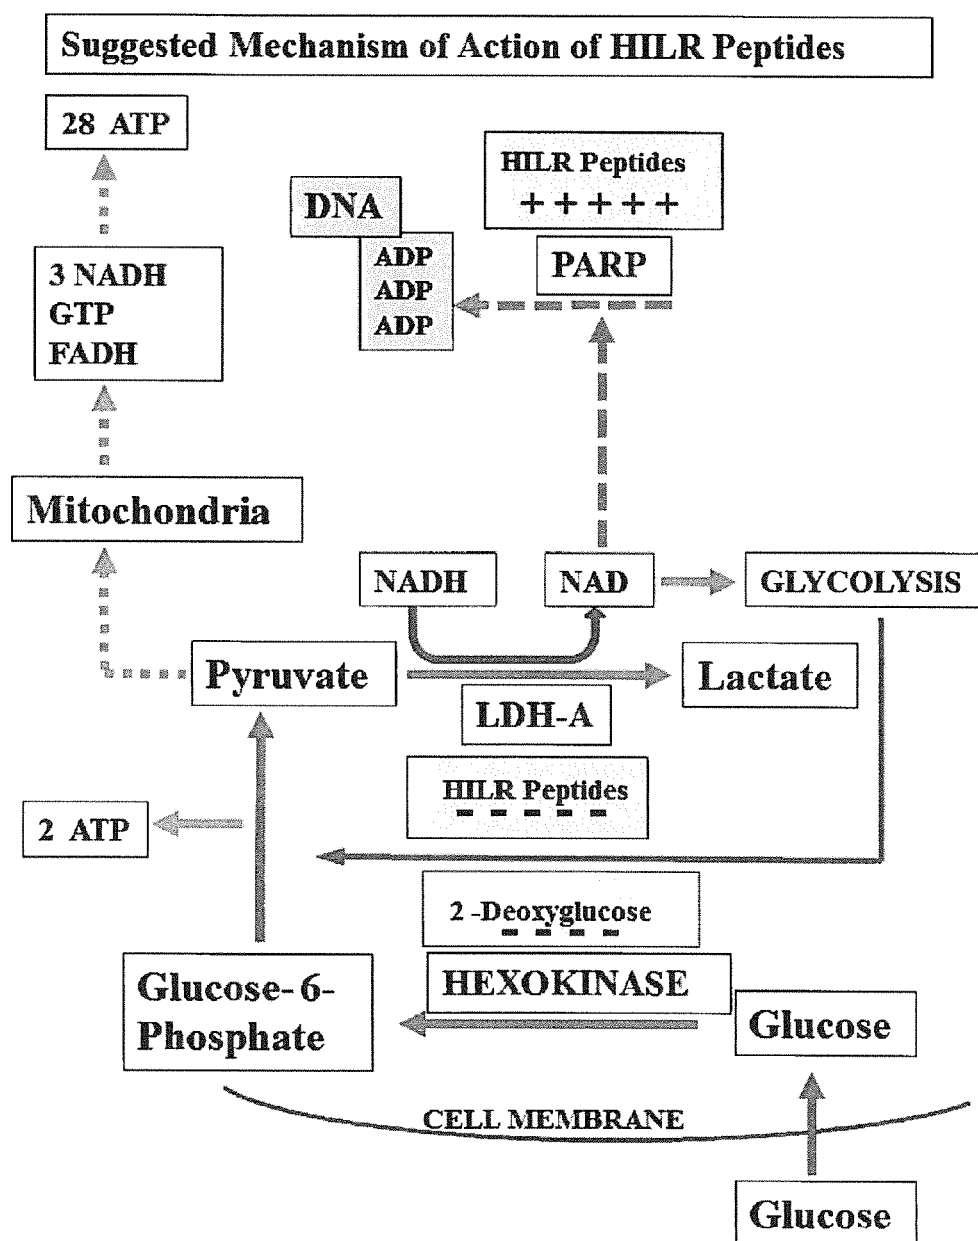 Suggested Mechanism of Action of HILR Peptides
28 ATP
HILR Peptides
+ + + + +
DNA
ADP
ADP
ADP
PARP
3 NADH
GTP
FADH
Mitochondria
NADH
NAD
GLYCOLYSIS
Pyruvate
Lactate
LDH-A
HILR Peptides
- - - - -
2 ATP
2 -Deoxyglucose
- - - -
HEXOKINASE
Glucose-6-
Phosphate
Glucose
CELL MEMBRANE
Glucose